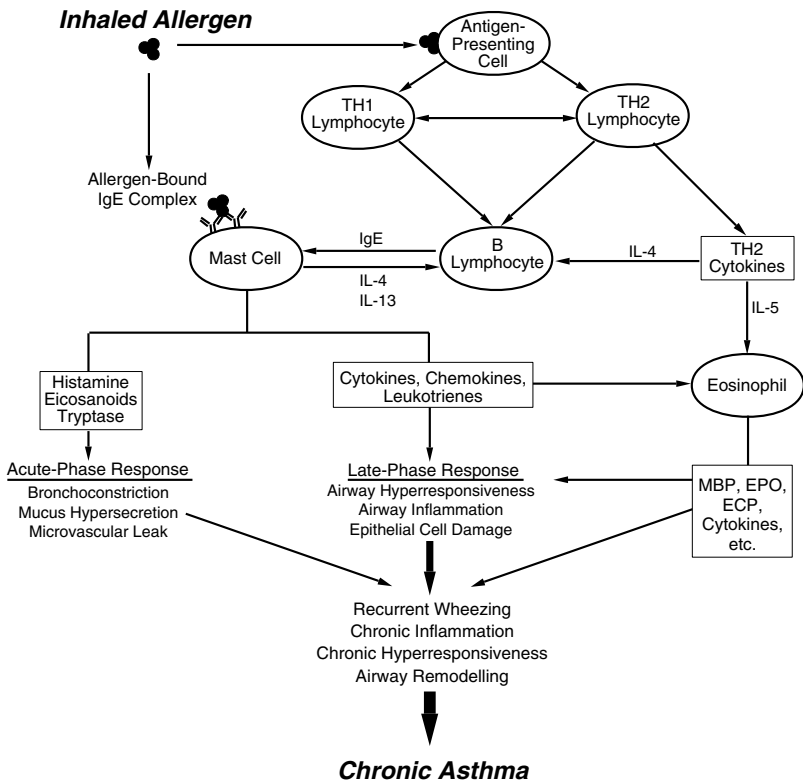 Inhaled Allergen
Antigen-
Presenting
Cell
TH1
Lymphocyte
TH2
Lymphocyte
Allergen-Bound
IgE Complex
Mast Cell
IgE
IL-4
IL-13
B
Lymphocyte
IL-4
TH2
Cytokines
IL-5
Histamine
Eicosanoids
Tryptase
Cytokines, Chemokines,
Leukotrienes
Eosinophil
Acute-Phase Response
Bronchoconstriction
Mucus Hypersecretion
Microvascular Leak
Late-Phase Response
Airway Hyperresponsiveness
Airway Inflammation
Epithelial Cell Damage
MBP, EPO,
ECP,
Cytokines,
etc.
Recurrent Wheezing
Chronic Inflammation
Chronic Hyperresponsiveness
Airway Remodelling
Chronic Asthma